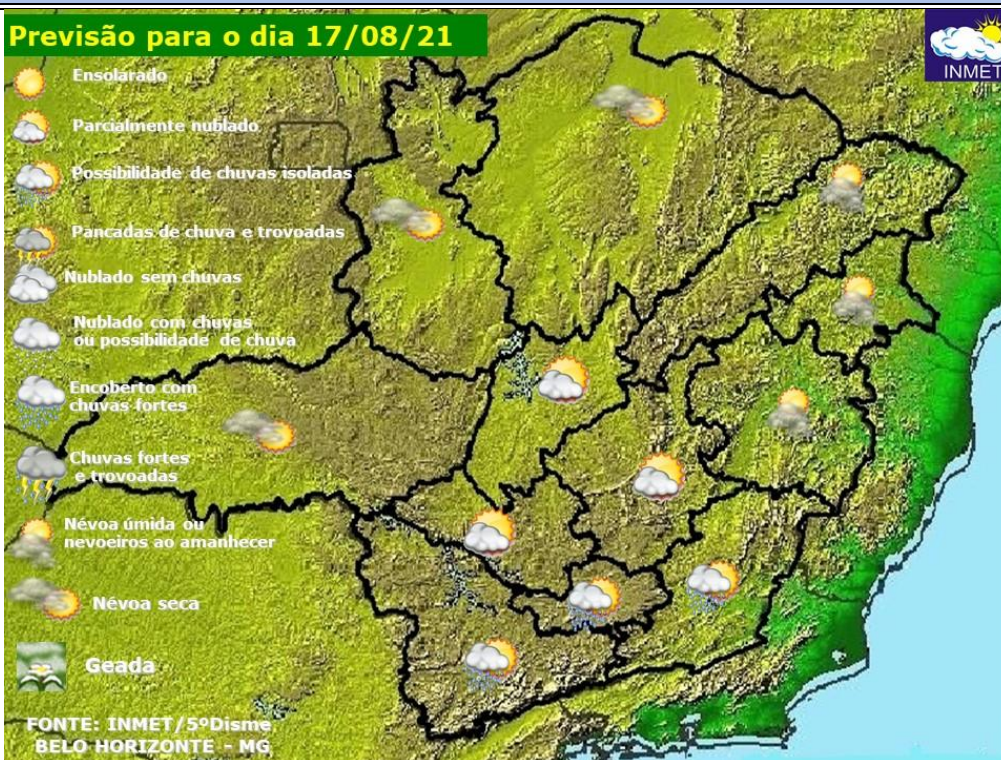 Previsão para o dia 17/08/21
INMET
Ensolarado
Parcialmente nublado
Possibilidade de chuvas isoladas
Pancadas de chuva e trovoadas
Nublado sem chuvas
Nublado com chuvas
ou possibilidade de chuva
Encoberto com
chuvas fortes
Chuvas fortes
e trovoadas
Névoa úmida ou
nevoeiros ao amanhecer
Névoa seca
Geada
FONTE: INMET/5ºDisme
BELO HORIZONTE - MG